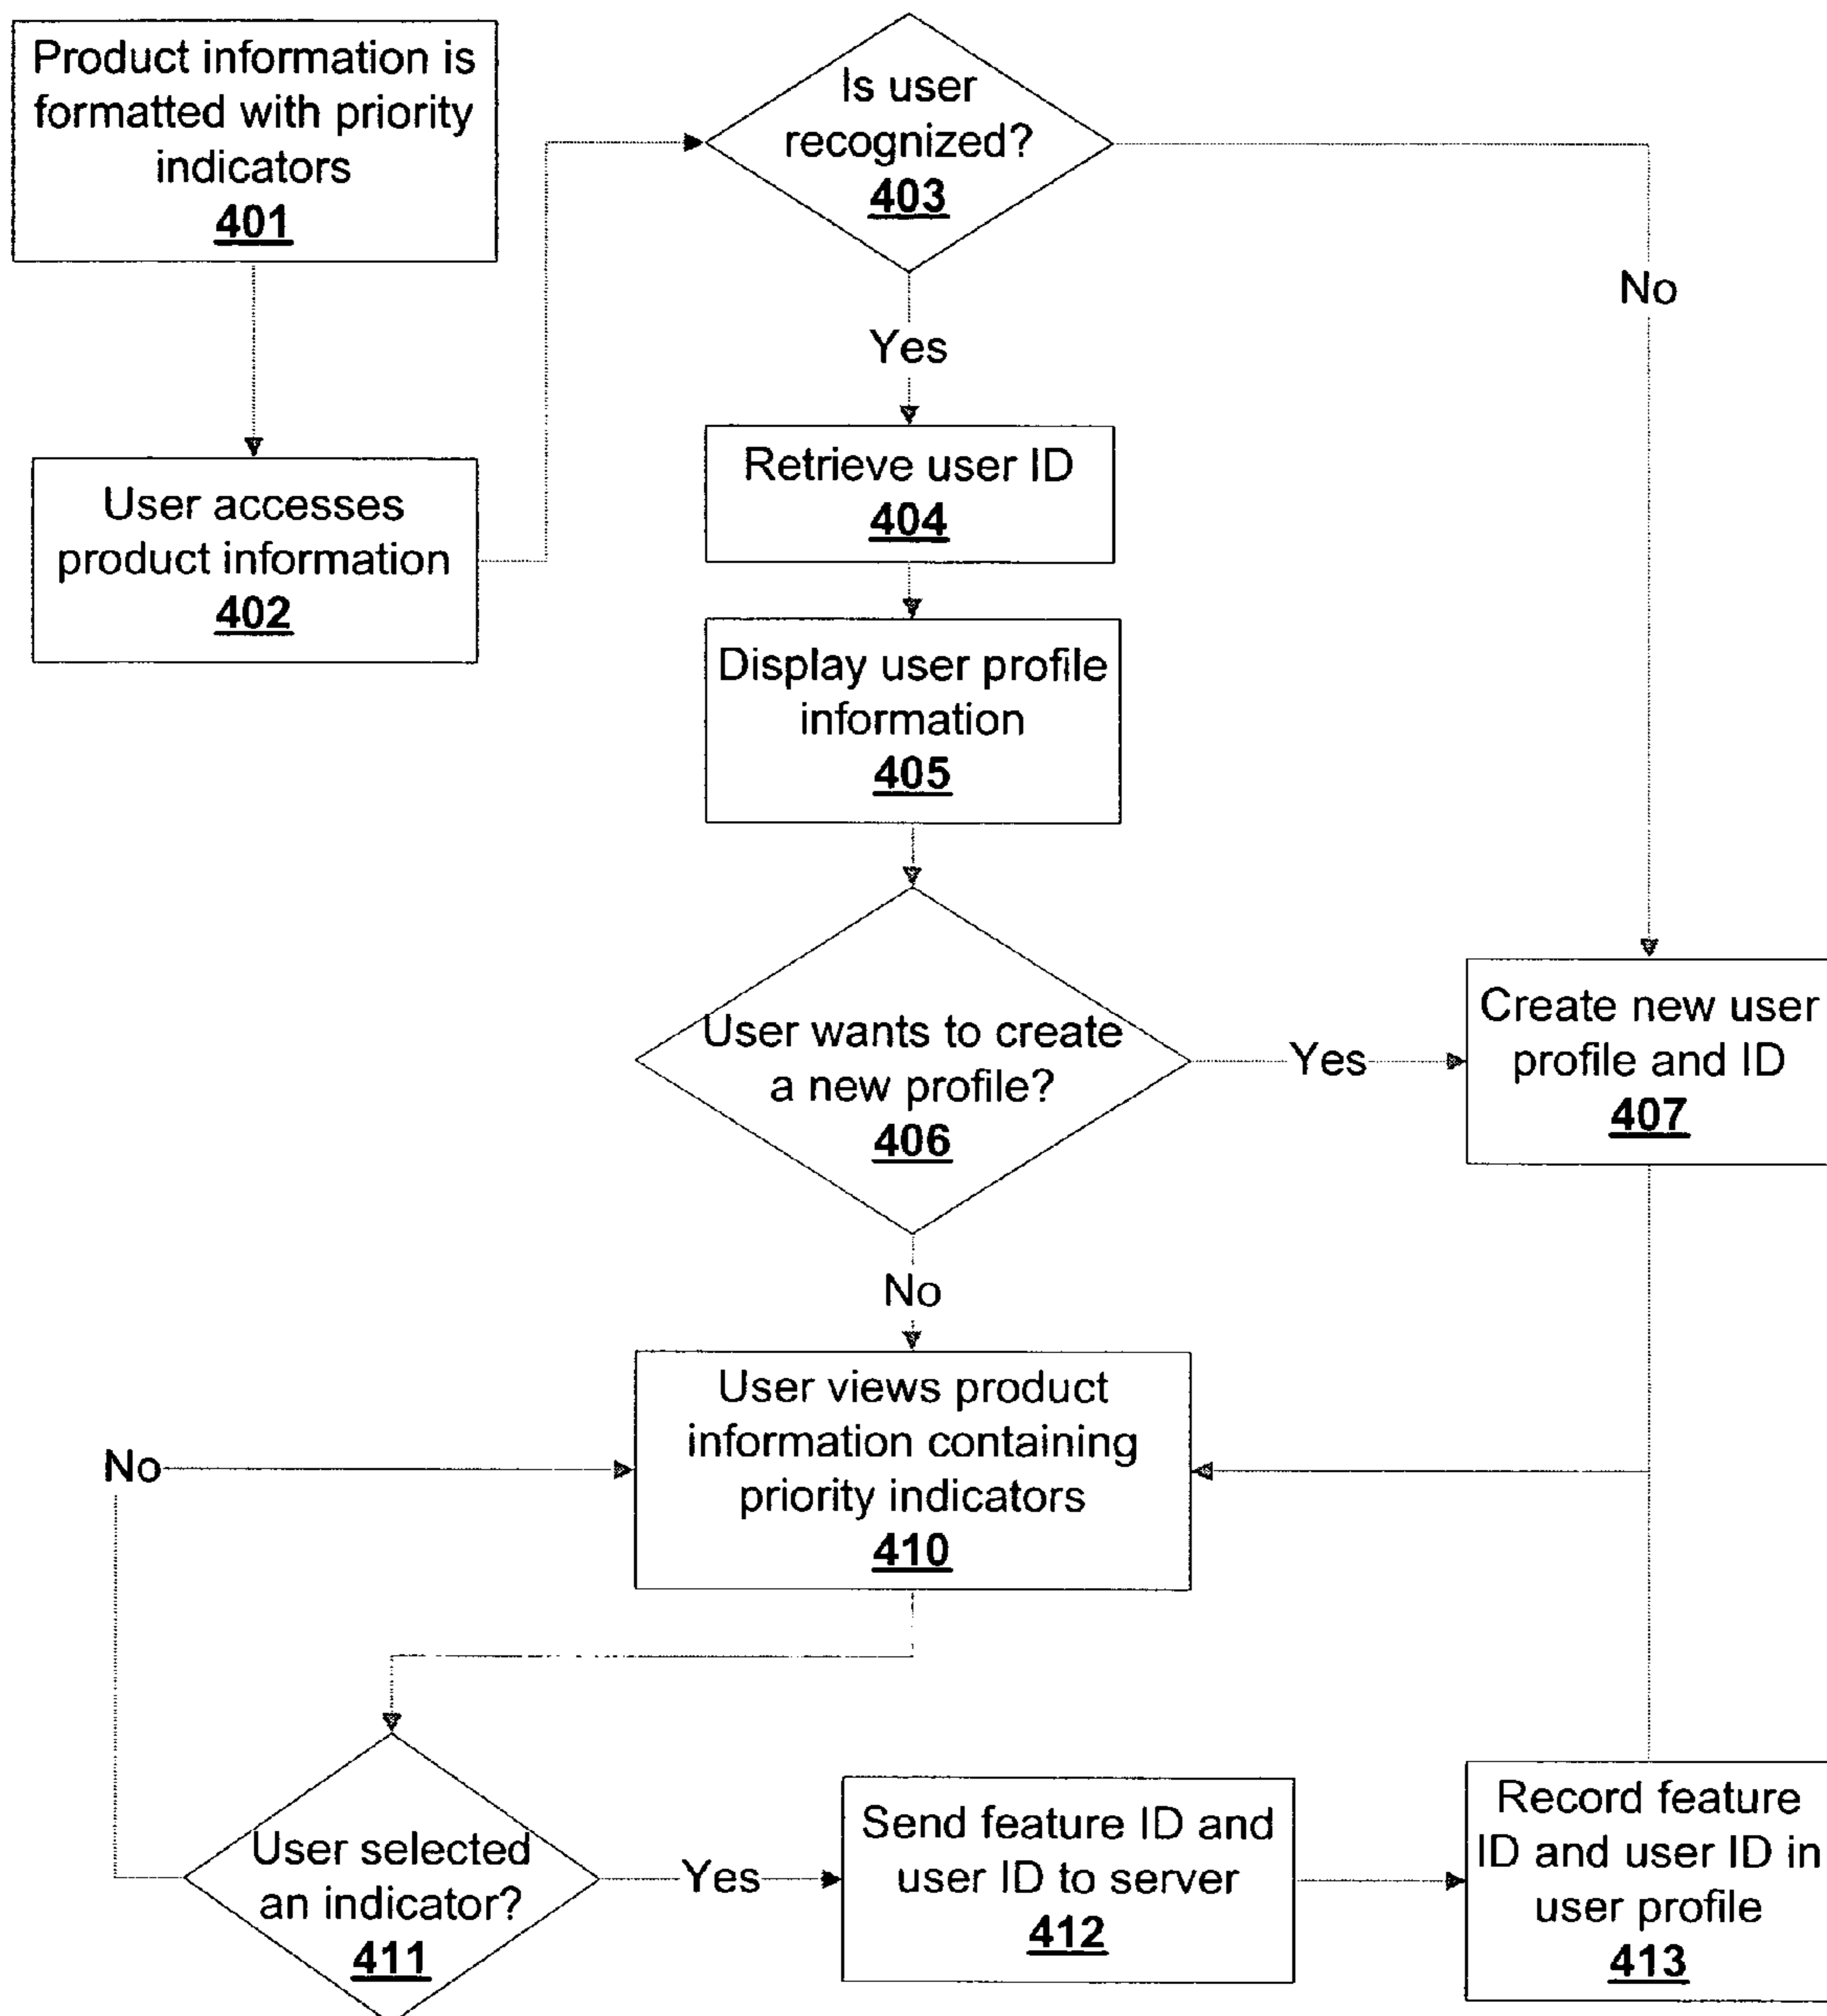 Product information is
formatted with priority
indicators
401
User accesses
product information
402
Is user
recognized?
403
No
Yes
Retrieve user ID
404
Display user profile
information
405
User wants to create
a new profile?
406
Yes
Create new user
profile and ID
407
No
User views product
information containing
priority indicators
410
No
User selected
an indicator?
411
Yes
Send feature ID and
user ID to server
412
Record feature
ID and user ID in
user profile
413